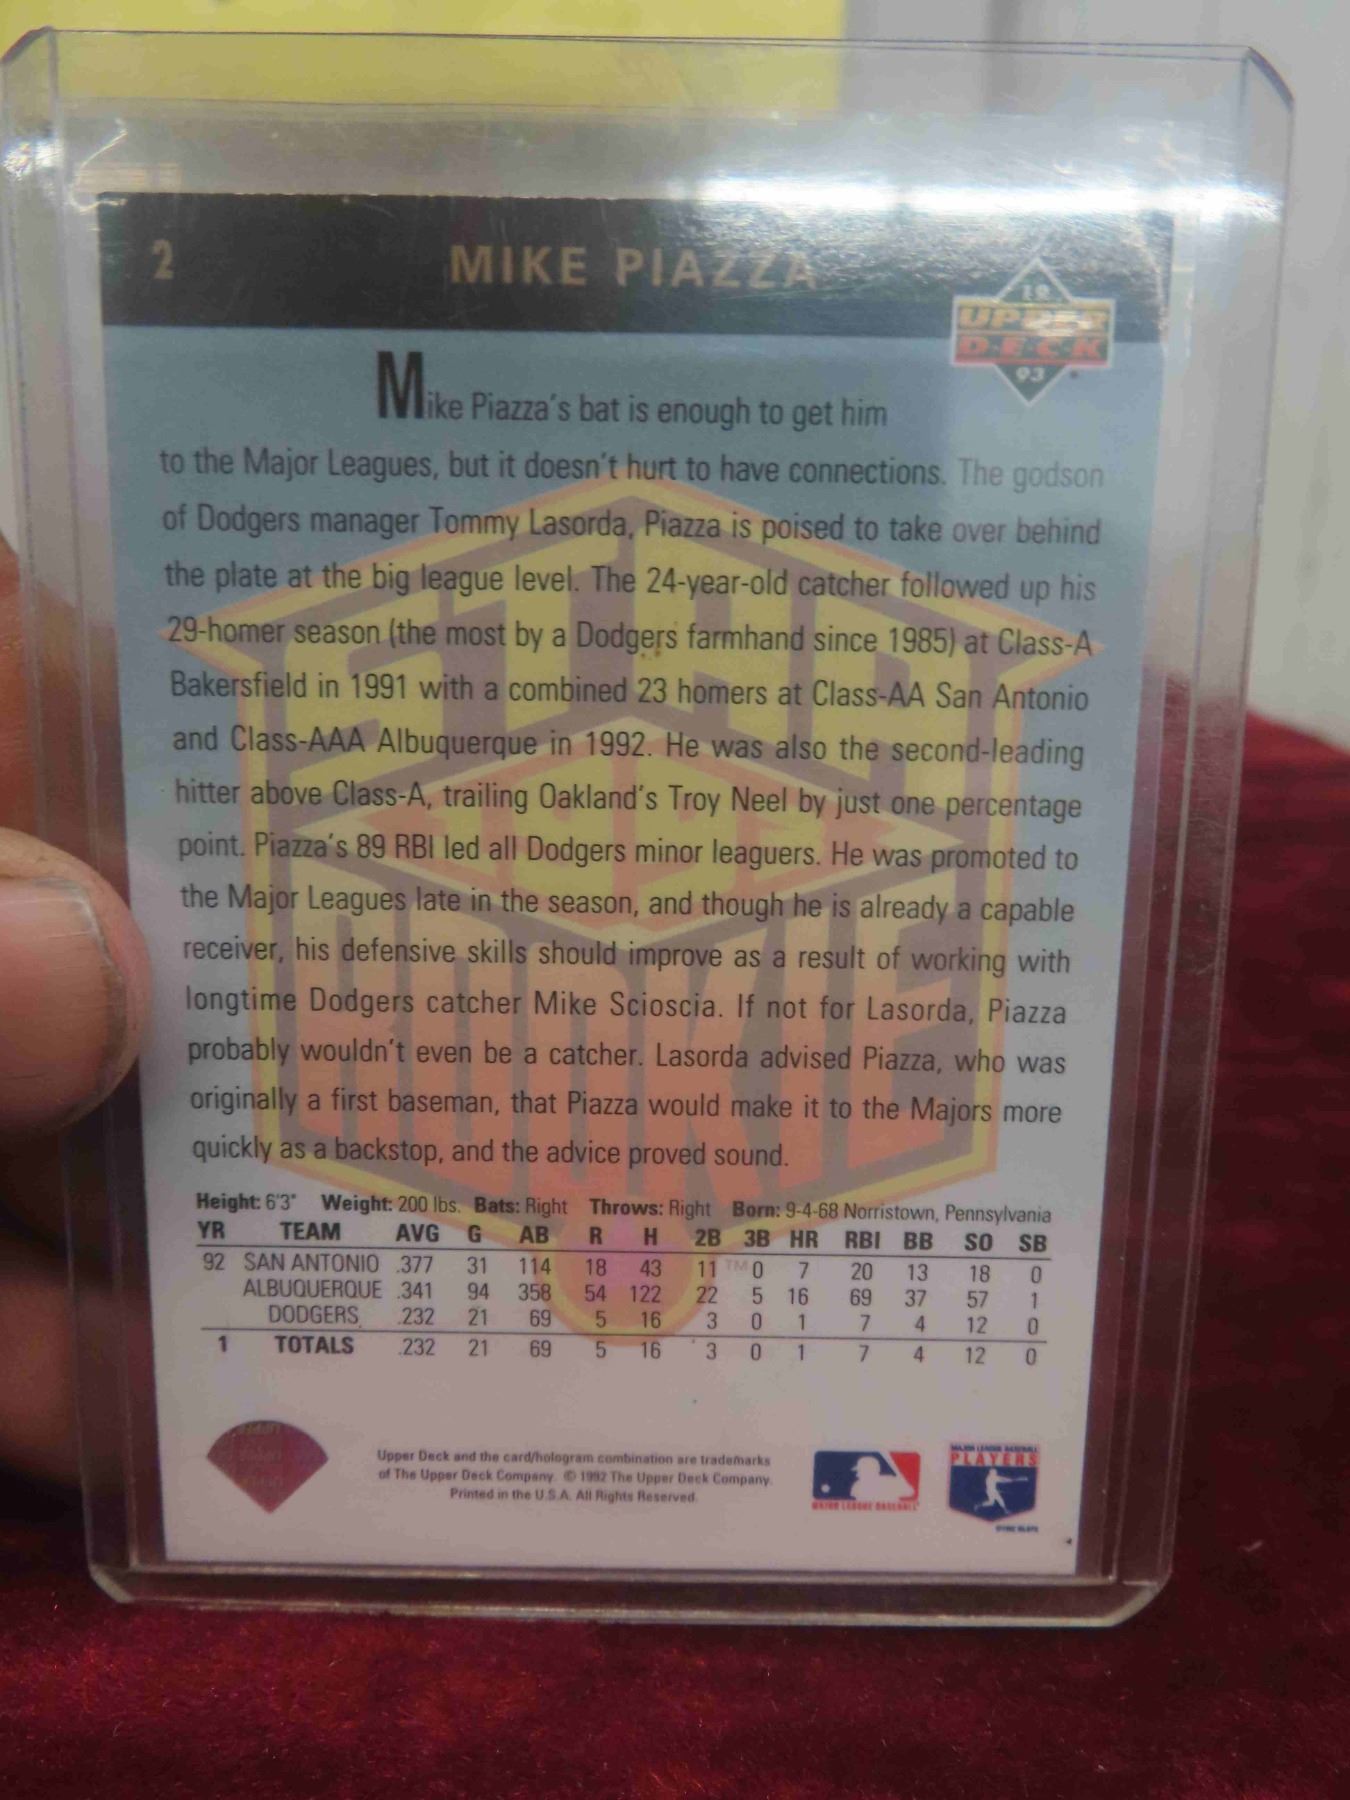 2
MIKE PIAZZA
19
UPPER
DECK
93
Mike Piazza's bat is enough to get him
to the Major Leagues, but it doesn't hurt to have connections. The godson
of Dodgers manager Tommy Lasorda, Piazza is poised to take over behind
the plate at the big league level. The 24-year-old catcher followed up his
29-homer season (the most by a Dodgers farmhand since 1985) at Class-A
Bakersfield in 1991 with a combined 23 homers at Class-AA San Antonio
and Class-AAA Albuquerque in 1992. He was also the second-leading
hitter above Class-A, trailing Oakland's Troy Neel by just one percentage
point. Piazza's 89 RBI led all Dodgers minor leaguers. He was promoted to
the Major Leagues late in the season, and though he is already a capable
receiver, his defensive skills should improve as a result of working with
longtime Dodgers catcher Mike Scioscia. If not for Lasorda, Piazza
probably wouldn't even be a catcher. Lasorda advised Piazza, who was
originally a first baseman, that Piazza would make it to the Majors more
quickly as a backstop, and the advice proved sound.
STAR
ROOKIE
Height: 6'3" Weight: 200 lbs. Bats: Right Throws: Right Born: 9-4-68 Norristown, Pennsylvania
YR TEAM AVG G AB R H 2B 3B HR RBI BB SO SB
92 SAN ANTONIO .377 31 114 18 43 11 TM 0 7 20 13 18 0
ALBUQUERQUE .341 94 358 54 122 22 5 16 69 37 57 1
DODGERS .232 21 69 5 16 3 0 1 7 4 12 0
1 TOTALS .232 21 69 5 16 3 0 1 7 4 12 0
Upper Deck and the card/hologram combination are trademarks
of The Upper Deck Company. © 1992 The Upper Deck Company.
Printed in the U.S.A. All Rights Reserved.
MAJOR LEAGUE BASEBALL
MAJOR LEAGUE BASEBALL
PLAYERS